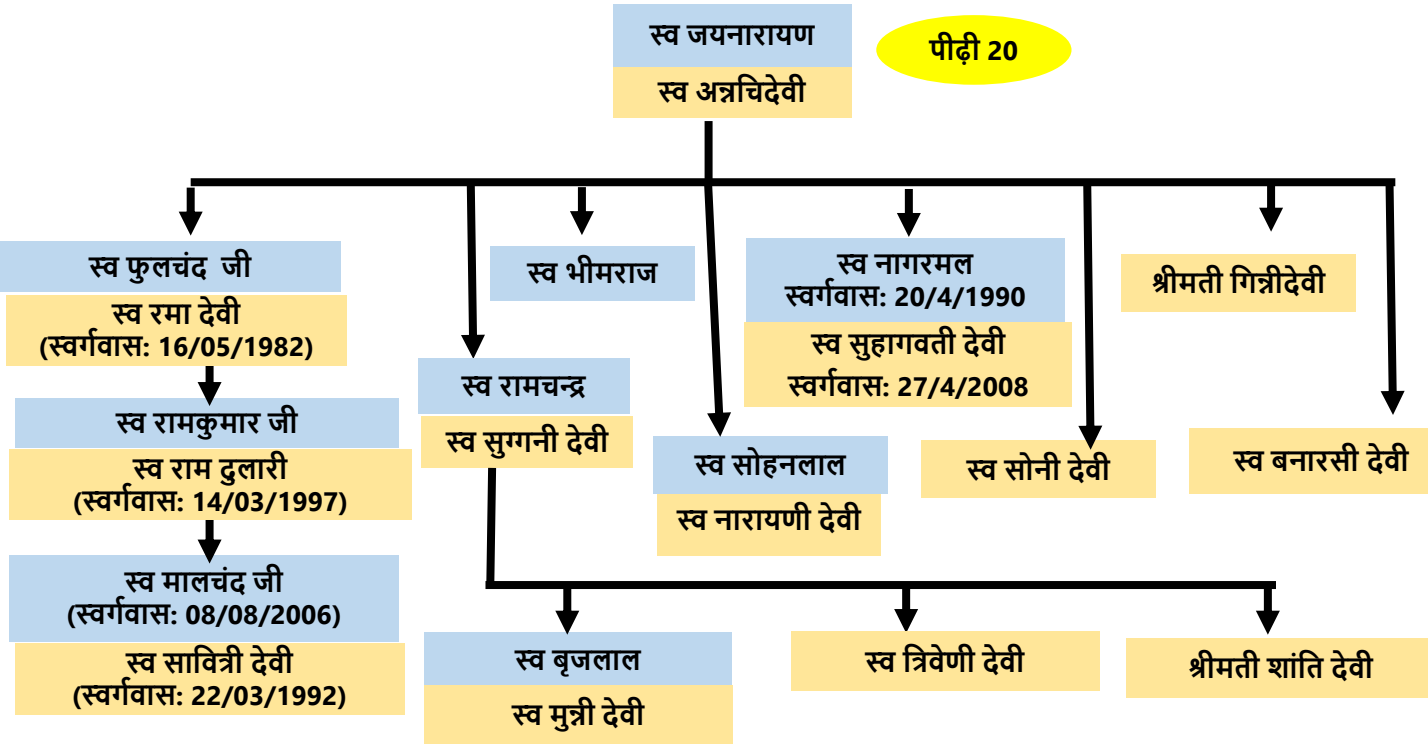 स्व जयनारायण
स्व अन्नचिदेवी
पीढ़ी 20
स्व फुलचंद जी
स्व रमा देवी
(स्वर्गवास: 16/05/1982)
स्व रामकुमार जी
स्व राम दुलारी
(स्वर्गवास: 14/03/1997)
स्व मालचंद जी
(स्वर्गवास: 08/08/2006)
स्व सावित्री देवी
(स्वर्गवास: 22/03/1992)
स्व रामचन्द्र
स्व सुग्गनी देवी
स्व भीमराज
स्व सोहनलाल
स्व नारायणी देवी
स्व नागरमल
स्वर्गवास: 20/4/1990
स्व सुहागवती देवी
स्वर्गवास: 27/4/2008
स्व सोनी देवी
श्रीमती गिन्नीदेवी
स्व बनारसी देवी
स्व बृजलाल
स्व मुन्नी देवी
स्व त्रिवेणी देवी
श्रीमती शांति देवी